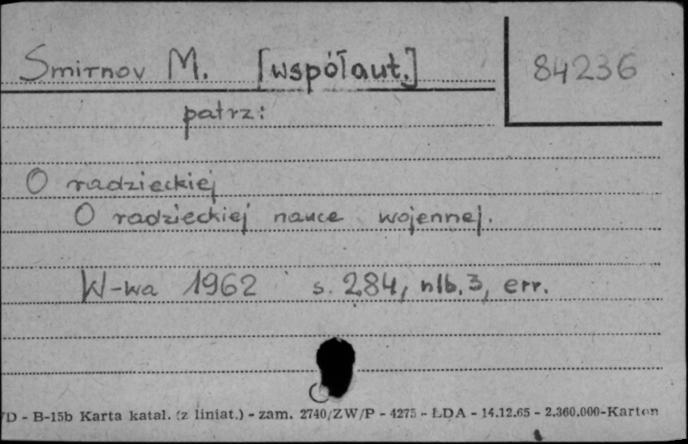 Smirnov M. [współaut.] 84236
patrz:
O radzieckiej
O radzieckiej nauce wojennej.
W-wa 1962 s. 284, nlb. 3, err.
/D - B-15b Karta katal. (z liniat.) - zam. 2740/ZW/P - 4275 - ŁDA - 14.12.65 - 2.360.000-Karton